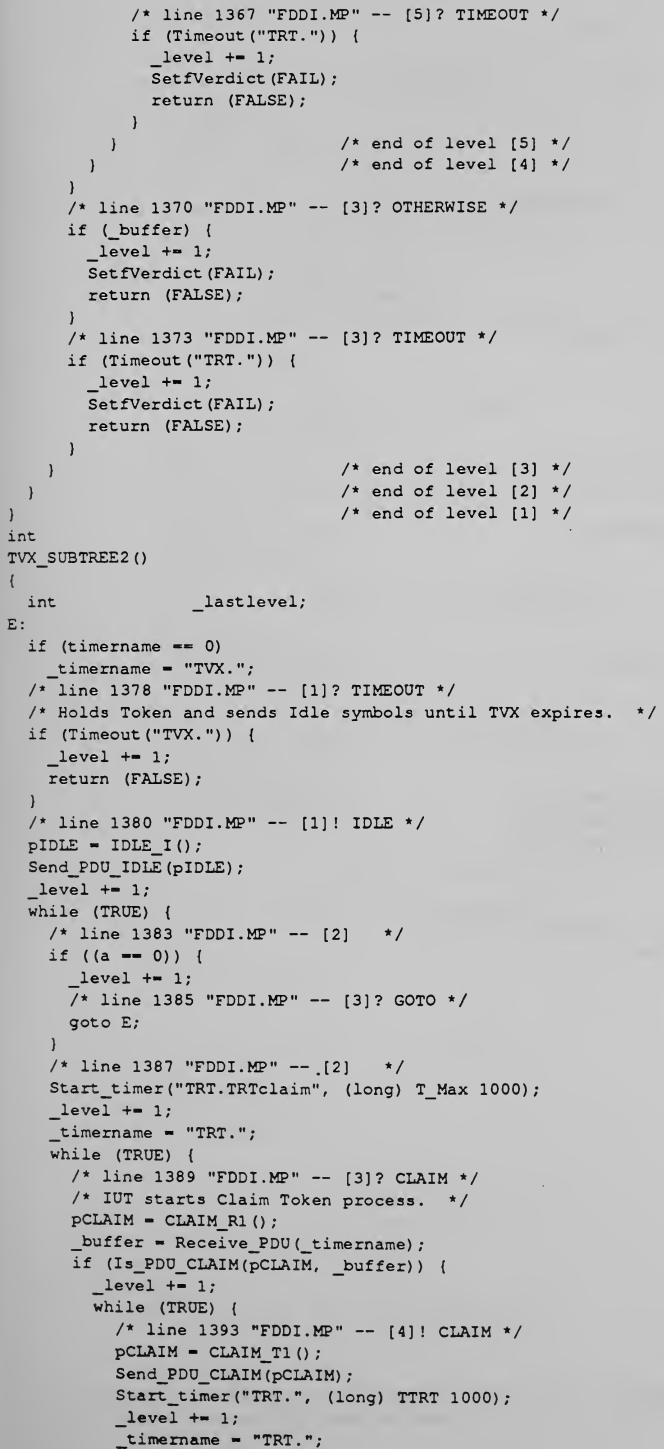 /* line 1367 "FDDI.MP" -- [5]? TIMEOUT */
if (Timeout("TRT.")) {
_level += 1;
SetfVerdict(FAIL);
return (FALSE);
}
} /* end of level [5] */
} /* end of level [4] */
}
/* line 1370 "FDDI.MP" -- [3]? OTHERWISE */
if (_buffer) {
_level += 1;
SetfVerdict(FAIL);
return (FALSE);
}
/* line 1373 "FDDI.MP" -- [3]? TIMEOUT */
if (Timeout("TRT.")) {
_level += 1;
SetfVerdict(FAIL);
return (FALSE);
}
} /* end of level [3] */
} /* end of level [2] */
} /* end of level [1] */
int
TVX_SUBTREE2()
{
int _lastlevel;
E:
if (timername == 0)
_timername = "TVX.";
/* line 1378 "FDDI.MP" -- [1]? TIMEOUT */
/* Holds Token and sends Idle symbols until TVX expires. */
if (Timeout("TVX.")) {
_level += 1;
return (FALSE);
}
/* line 1380 "FDDI.MP" -- [1]! IDLE */
pIDLE = IDLE_I();
Send_PDU_IDLE(pIDLE);
_level += 1;
while (TRUE) {
/* line 1383 "FDDI.MP" -- [2] */
if ((a == 0)) {
_level += 1;
/* line 1385 "FDDI.MP" -- [3]? GOTO */
goto E;
}
/* line 1387 "FDDI.MP" -- [2] */
Start_timer("TRT.TRTclaim", (long) T_Max 1000);
_level += 1;
_timername = "TRT.";
while (TRUE) {
/* line 1389 "FDDI.MP" -- [3]? CLAIM */
/* IUT starts Claim Token process. */
pCLAIM = CLAIM_R1();
_buffer = Receive_PDU(_timername);
if (Is_PDU_CLAIM(pCLAIM, _buffer)) {
_level += 1;
while (TRUE) {
/* line 1393 "FDDI.MP" -- [4]! CLAIM */
pCLAIM = CLAIM_T1();
Send_PDU_CLAIM(pCLAIM);
Start_timer("TRT.", (long) TTRT 1000);
_level += 1;
_timername = "TRT.";